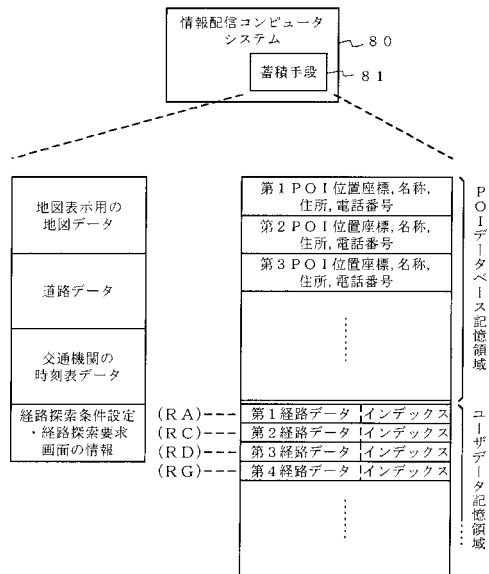 情報配信コンピュータ
システム
80
蓄積手段
81
地図表示用の
地図データ
道路データ
交通機関の
時刻表データ
経路探索条件設定
・経路探索要求
画面の情報
第1POI位置座標,名称,
住所,電話番号
第2POI位置座標,名称,
住所,電話番号
第3POI位置座標,名称,
住所,電話番号
POIデータベース記憶領域
(RA) 第1経路データ インデックス
(RC) 第2経路データ インデックス
(RD) 第3経路データ インデックス
(RG) 第4経路データ インデックス
ユーザデータ記憶領域